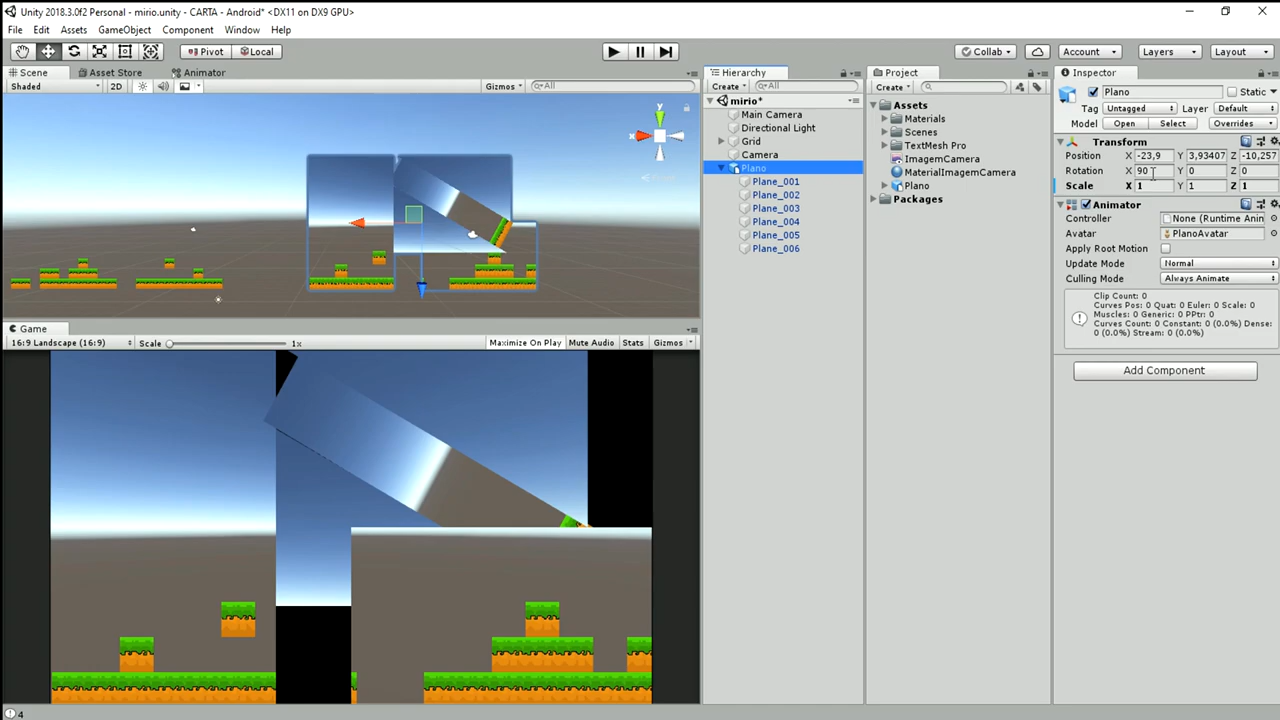 Unity 2018.3.0f2 Personal - mirio.unity - CARTA - Android* <DX11 on DX9 GPU>
File Edit Assets GameObject Component Window Help
Pivot Local Collab Account Layers Layout
Scene Asset Store Animator
Shaded 2D Gizmos All
Game
16:9 Landscape (16:9) Scale 1x Maximize On Play Mute Audio Stats Gizmos
Hierarchy
Create All
mirio*
Main Camera
Directional Light
Grid
Camera
Plano
Plane_001
Plane_002
Plane_003
Plane_004
Plane_005
Plane_006
Project
Create
Assets
Materials
Scenes
TextMesh Pro
ImagemCamera
MaterialImagemCamera
Plano
Packages
Inspector
Plano Static
Tag Untagged Layer Default
Model Open Select Overrides
Transform
Position X -23,9 Y 3,93407 Z -10,257
Rotation X 90 Y 0 Z 0
Scale X 1 Y 1 Z 1
Animator
Controller None (Runtime Anin
Avatar PlanoAvatar
Apply Root Motion
Update Mode Normal
Culling Mode Always Animate
Clip Count: 0
Curves Pos: 0 Quat: 0 Euler: 0 Scale: 0
Muscles: 0 Generic: 0 PPtr: 0
Curves Count: 0 Constant: 0 (0.0%) Dense:
0 (0.0%) Stream: 0 (0.0%)
Add Component
4